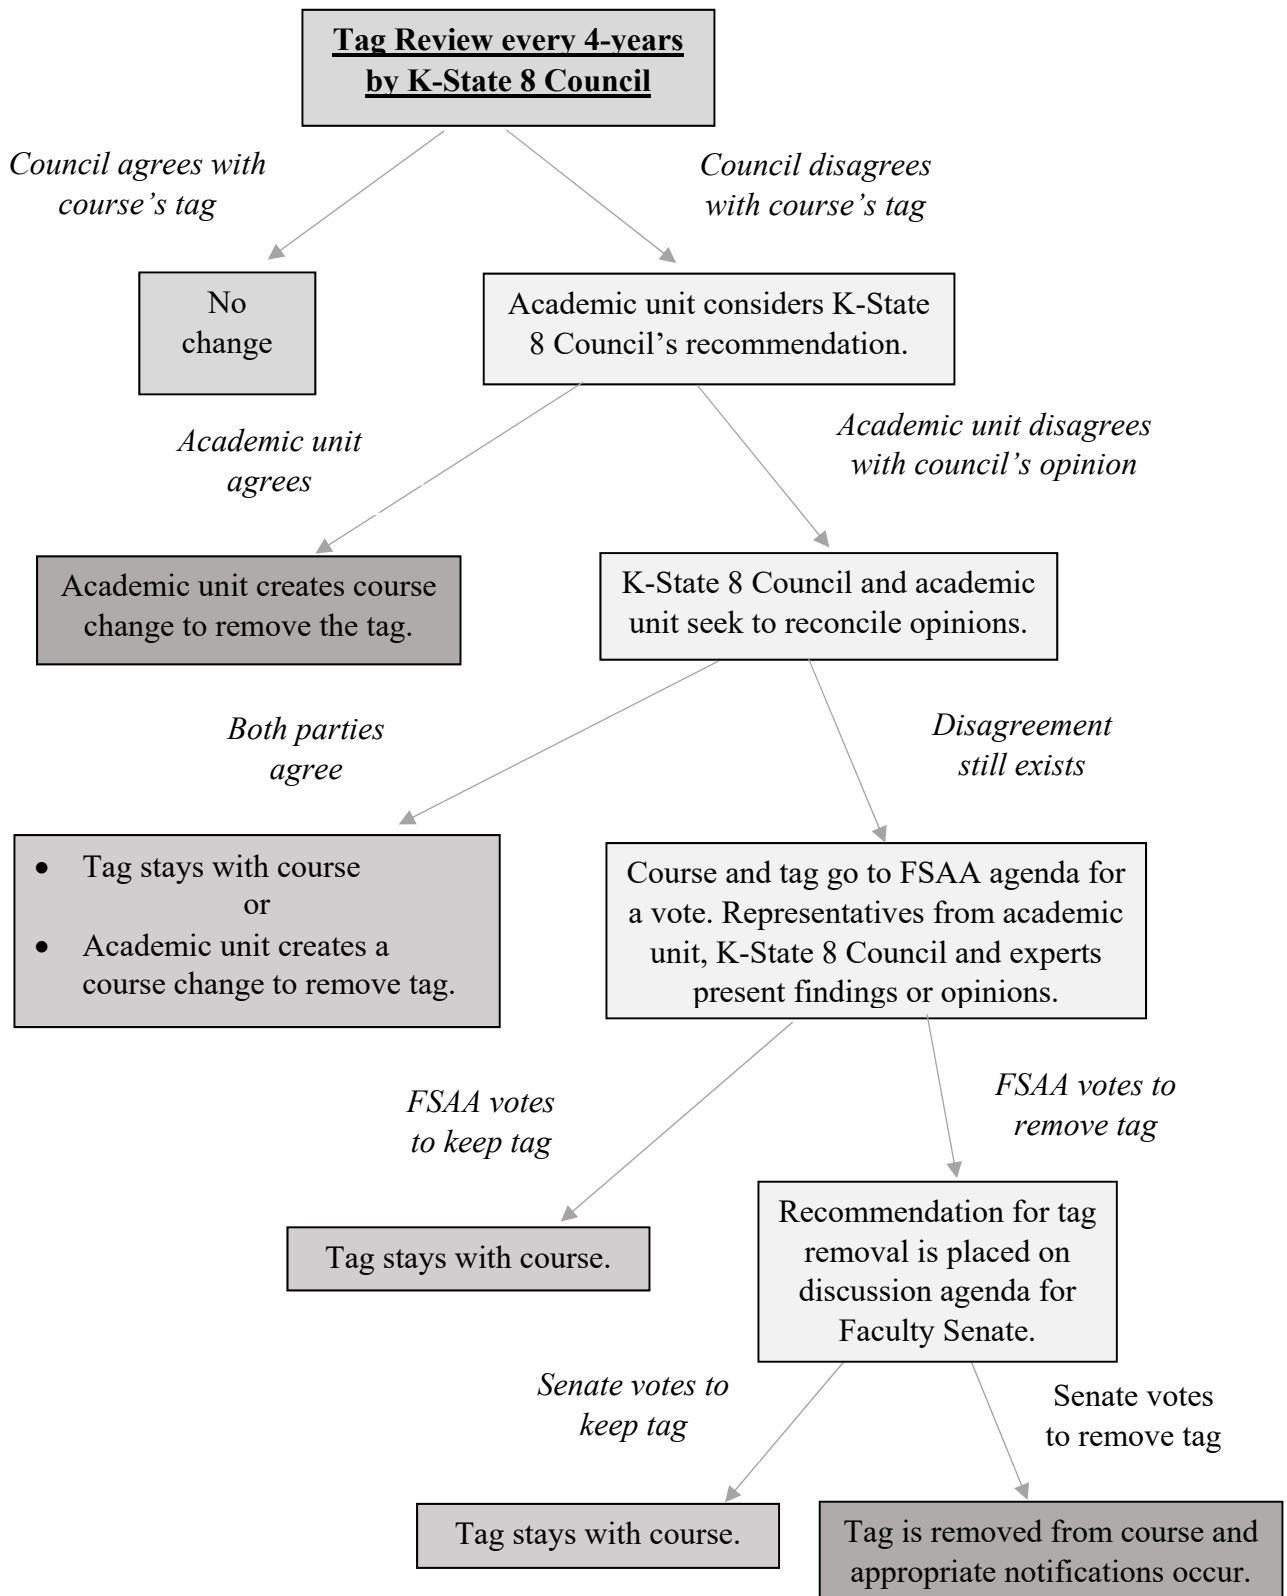 Tag Review every 4-years
by K-State 8 Council
Council agrees with
course’s tag
Council disagrees
with course’s tag
No
change
Academic unit considers K-State
8 Council’s recommendation.
Academic unit
agrees
Academic unit disagrees
with council’s opinion
Academic unit creates course
change to remove the tag.
K-State 8 Council and academic
unit seek to reconcile opinions.
Both parties
agree
Disagreement
still exists
• Tag stays with course
or
• Academic unit creates a
course change to remove tag.
Course and tag go to FSAA agenda for
a vote. Representatives from academic
unit, K-State 8 Council and experts
present findings or opinions.
FSAA votes
to keep tag
FSAA votes to
remove tag
Tag stays with course.
Recommendation for tag
removal is placed on
discussion agenda for
Faculty Senate.
Senate votes to
keep tag
Senate votes
to remove tag
Tag stays with course.
Tag is removed from course and
appropriate notifications occur.